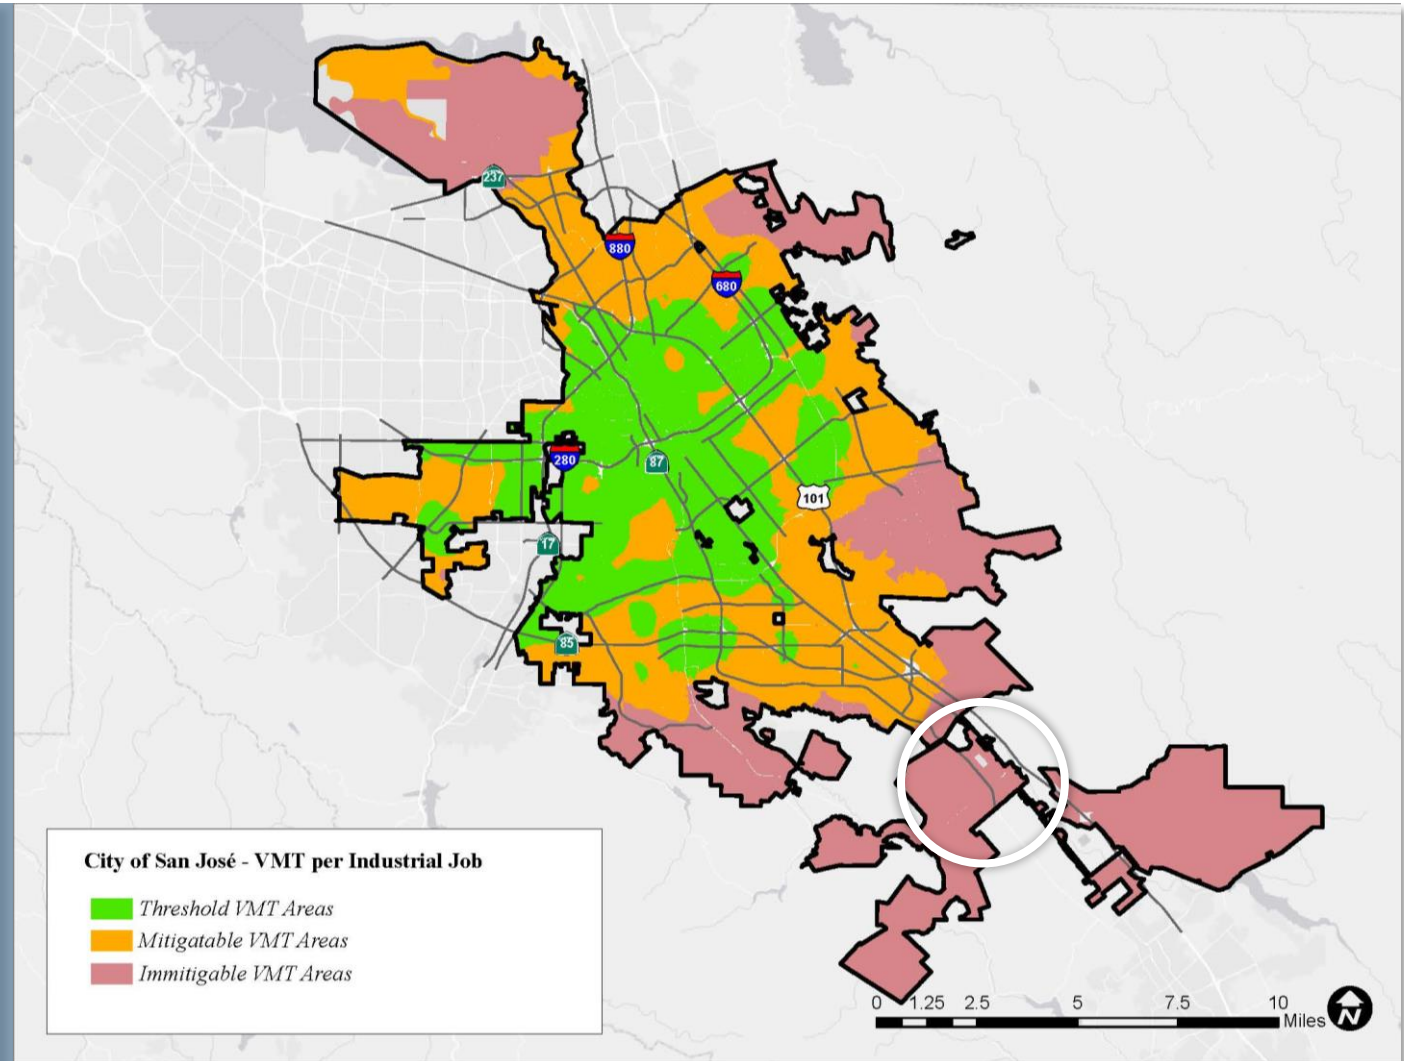 237
880
680
280
87
101
17
85
City of San José - VMT per Industrial Job
Threshold VMT Areas
Mitigatable VMT Areas
Immitigable VMT Areas
0 1.25 2.5 5 7.5 10
Miles
N